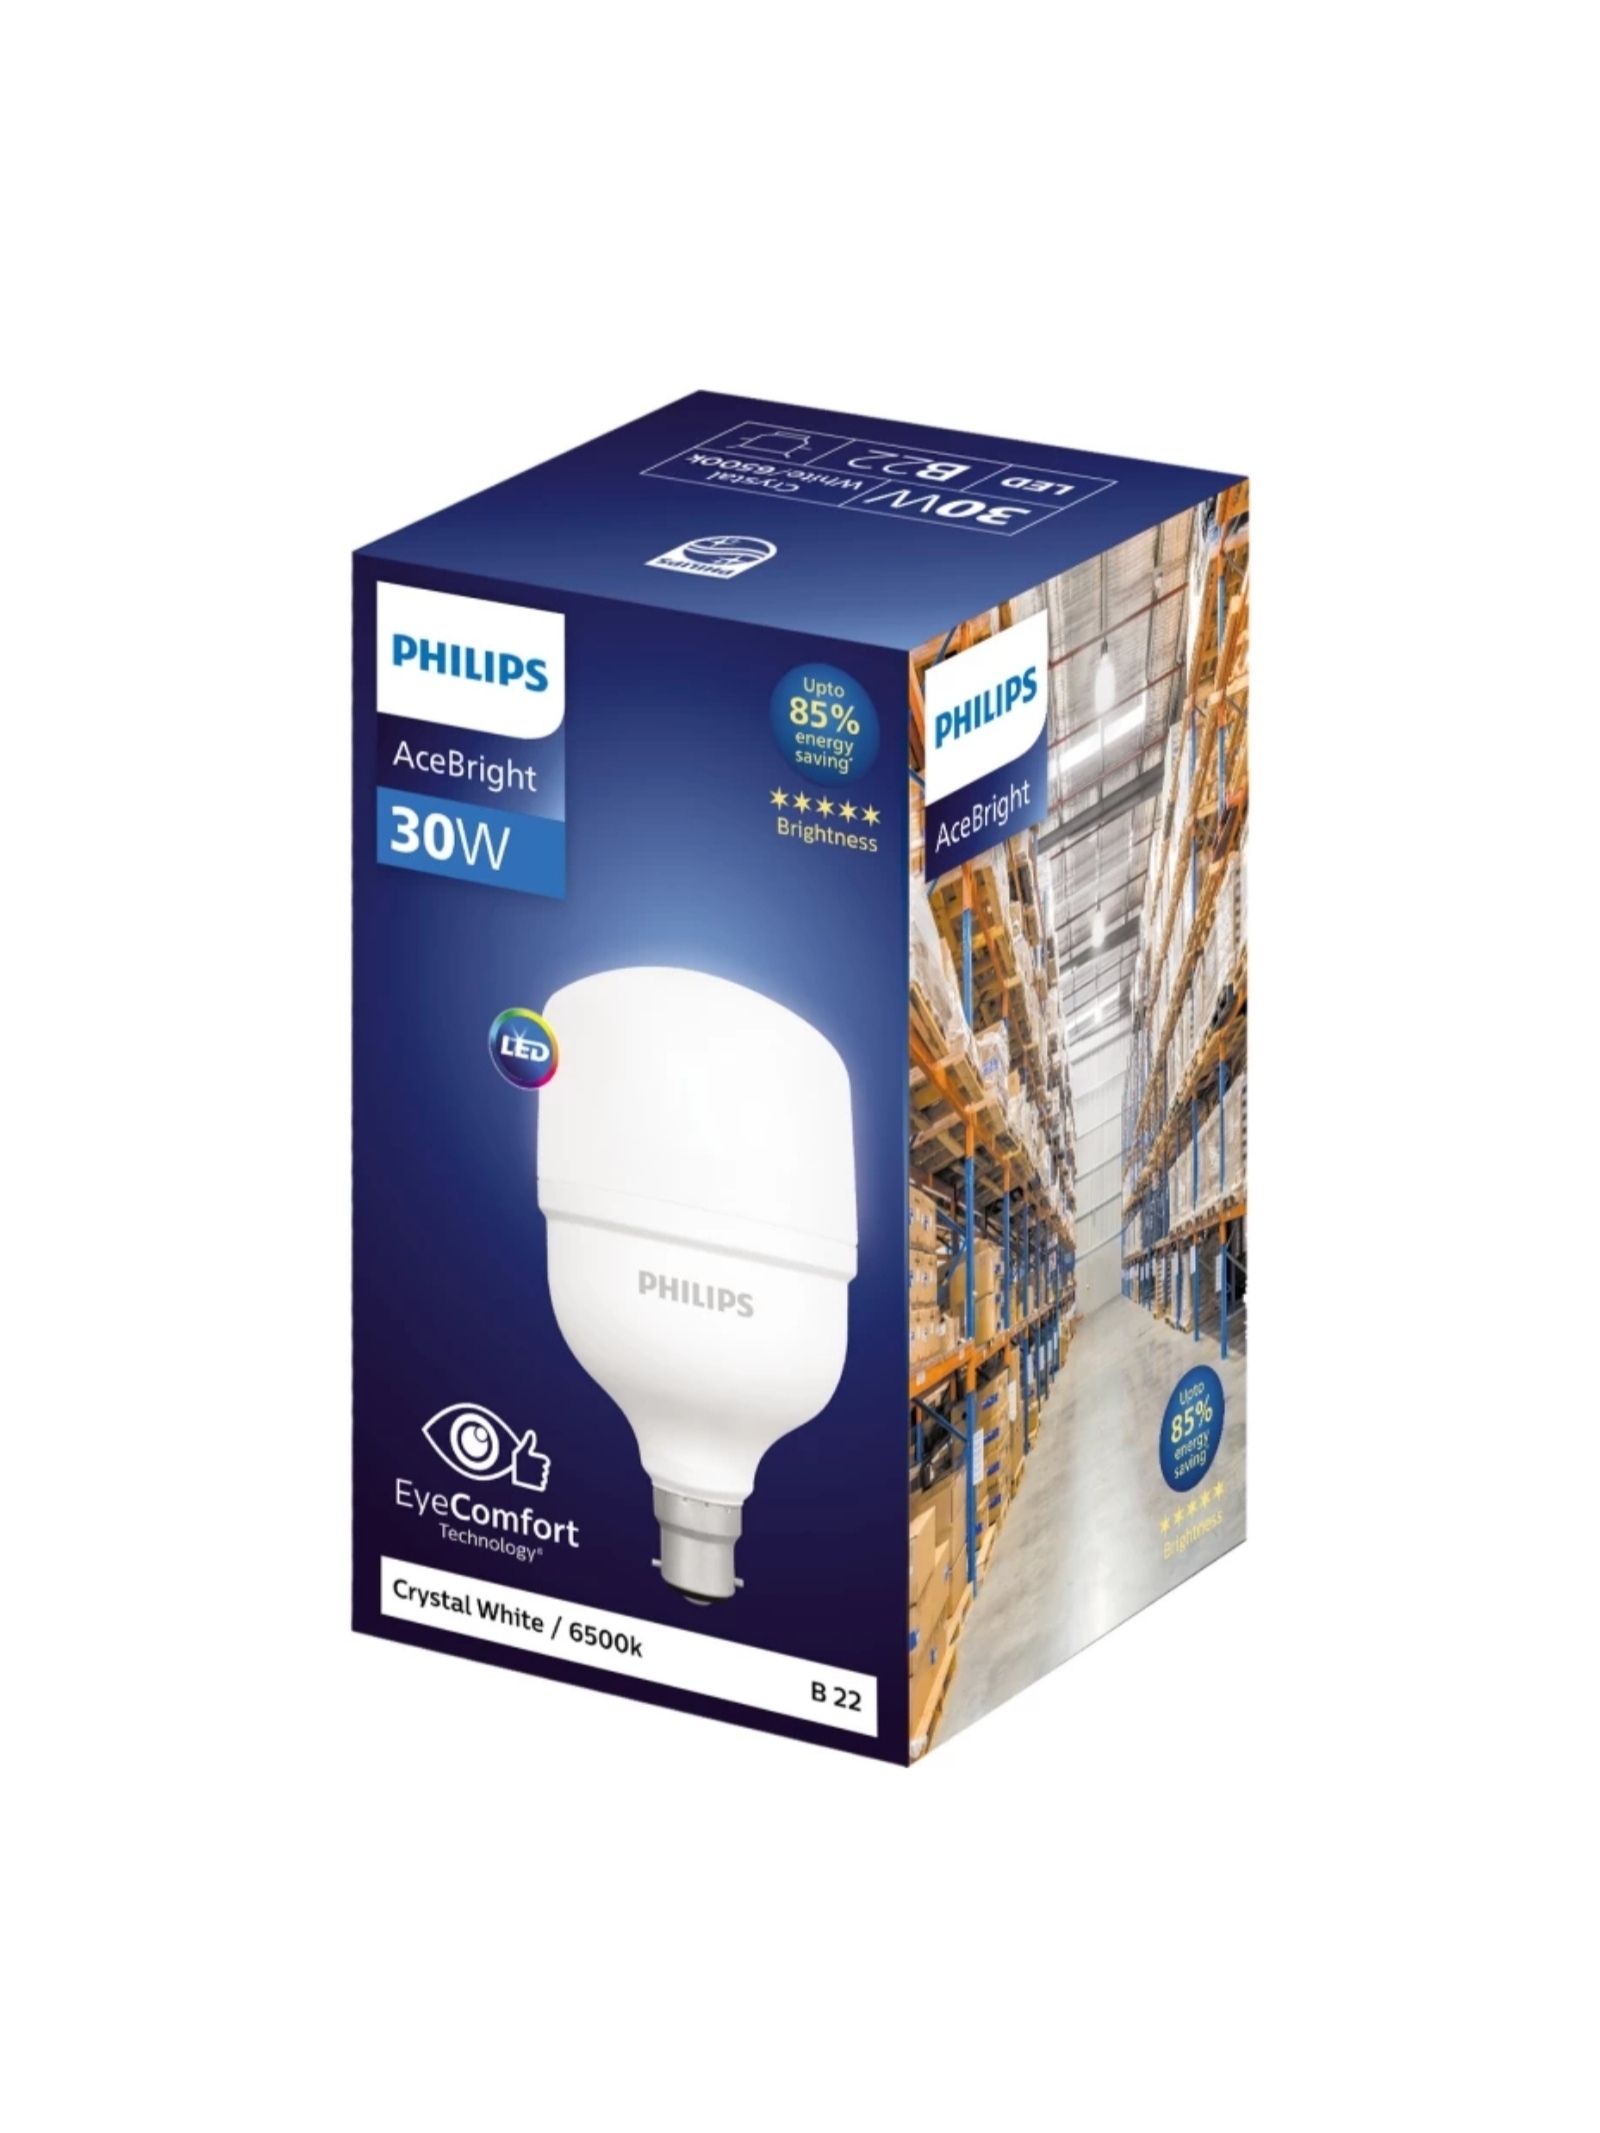 LED
B22
30W
Crystal
White/6500k
PHILIPS
PHILIPS
AceBright
30W
Upto
85%
energy
saving*
Brightness
LED
PHILIPS
EyeComfort
Technology*
Crystal White / 6500k
B 22
PHILIPS
AceBright
Upto
85%
energy
saving*
Brightness